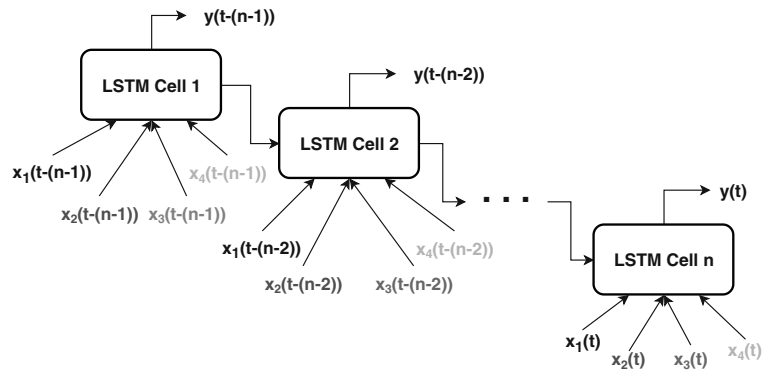 y(t-(n-1))
LSTM Cell 1
y(t-(n-2))
x₁(t-(n-1))
x₄(t-(n-1))
LSTM Cell 2
x₂(t-(n-1))
x₃(t-(n-1))
y(t)
x₁(t-(n-2))
x₄(t-(n-2))
LSTM Cell n
x₂(t-(n-2))
x₃(t-(n-2))
x₁(t)
x₄(t)
x₂(t)
x₃(t)